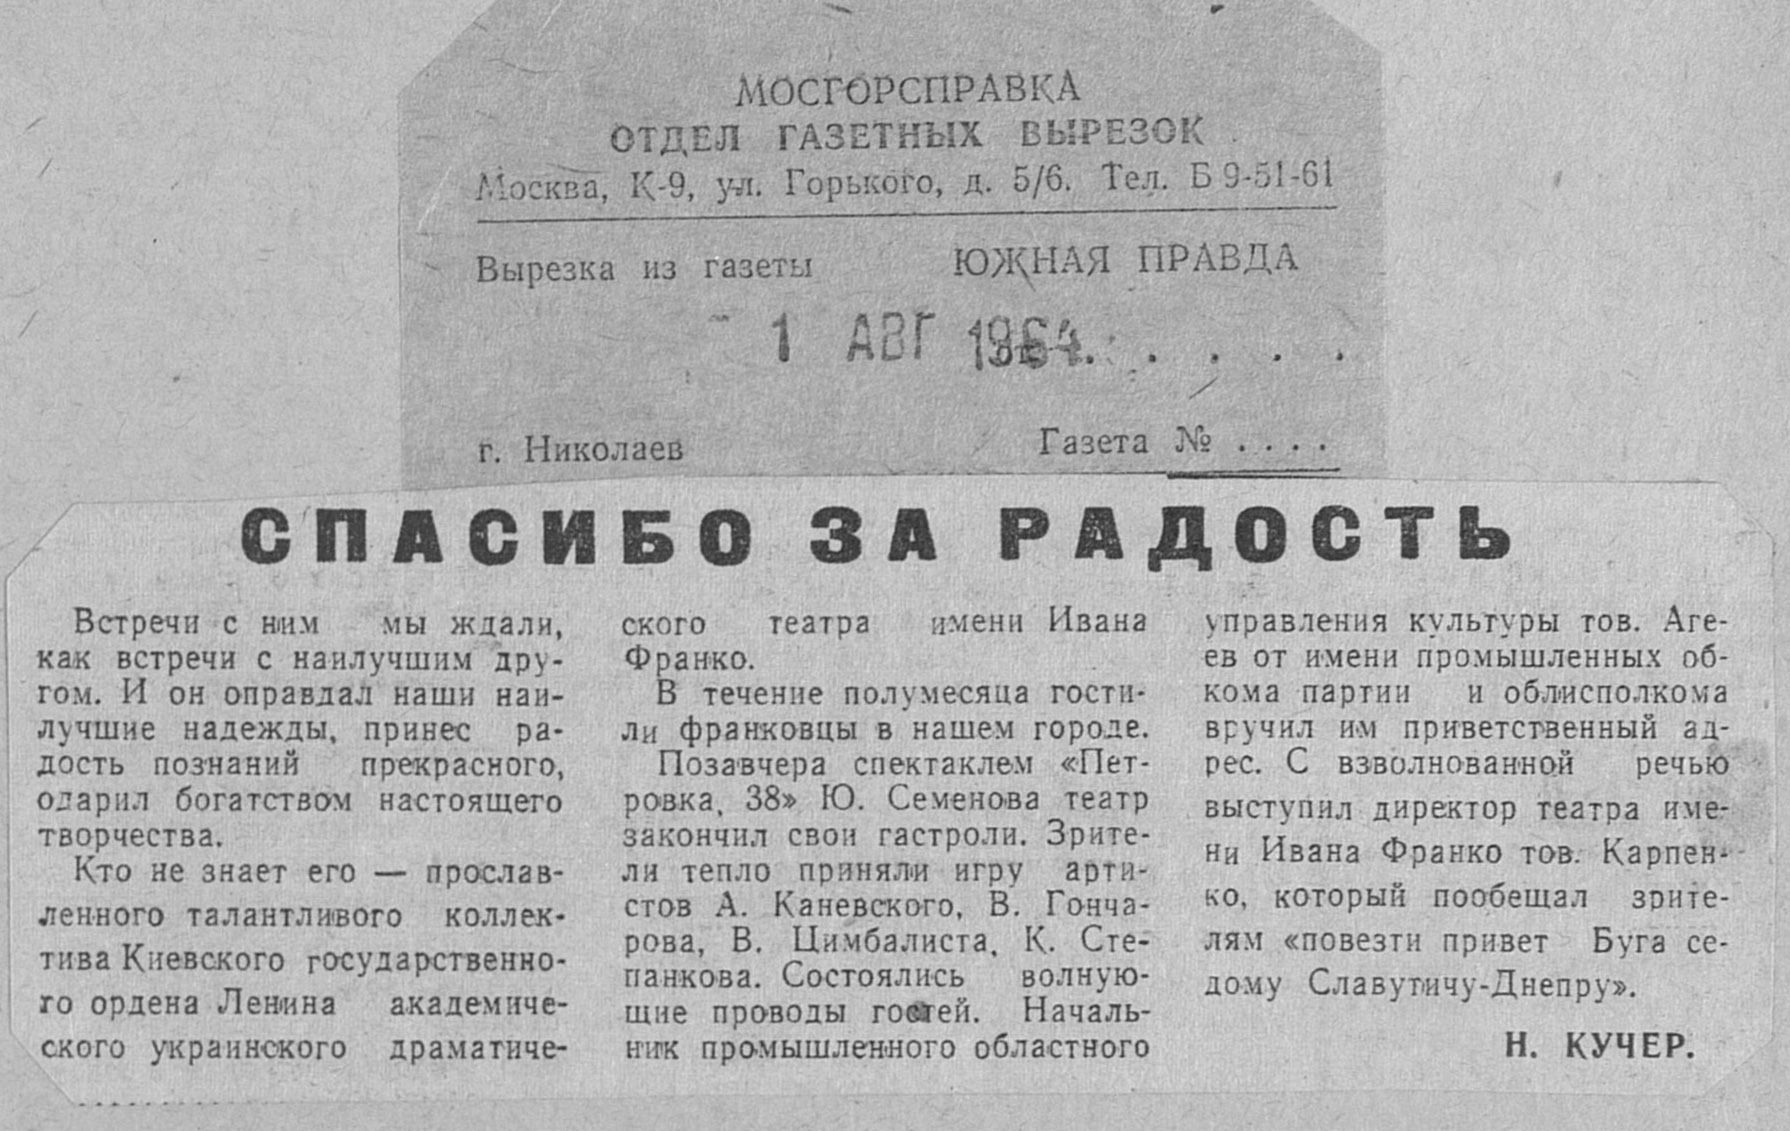 МОСГОРСПРАВКА
ОТДЕЛ ГАЗЕТНЫХ ВЫРЕЗОК
Москва, К-9, ул. Горького, д. 5/6. Тел. Б 9-51-61
Вырезка из газеты ЮЖНАЯ ПРАВДА
1 АВГ 1964
г. Николаев Газета № . . . .
СПАСИБО ЗА РАДОСТЬ
Встречи с ним мы ждали,
как встречи с наилучшим дру-
гом. И он оправдал наши наи-
лучшие надежды, принес ра-
дость познаний прекрасного,
одарил богатством настоящего
творчества.
Кто не знает его — прослав-
ленного талантливого коллек-
тива Киевского государственно-
го ордена Ленина академиче-
ского украинского драматиче-
ского театра имени Ивана
Франко.
В течение полумесяца гости-
ли франковцы в нашем городе.
Позавчера спектаклем «Пет-
ровка, 38» Ю. Семенова театр
закончил свои гастроли. Зрите-
ли тепло приняли игру арти-
стов А. Каневского, В. Гонча-
рова, В. Цимбалиста, К. Сте-
панкова. Состоялись волную-
щие проводы гостей. Началь-
ник промышленного областного
управления культуры тов. Аге-
ев от имени промышленных об-
кома партии и облисполкома
вручил им приветственный ад-
рес. С взволнованной речью
выступил директор театра име-
ни Ивана Франко тов. Карпен-
ко, который пообещал зрите-
лям «повезти привет Буга се-
дому Славутичу-Днепру».
Н. КУЧЕР.